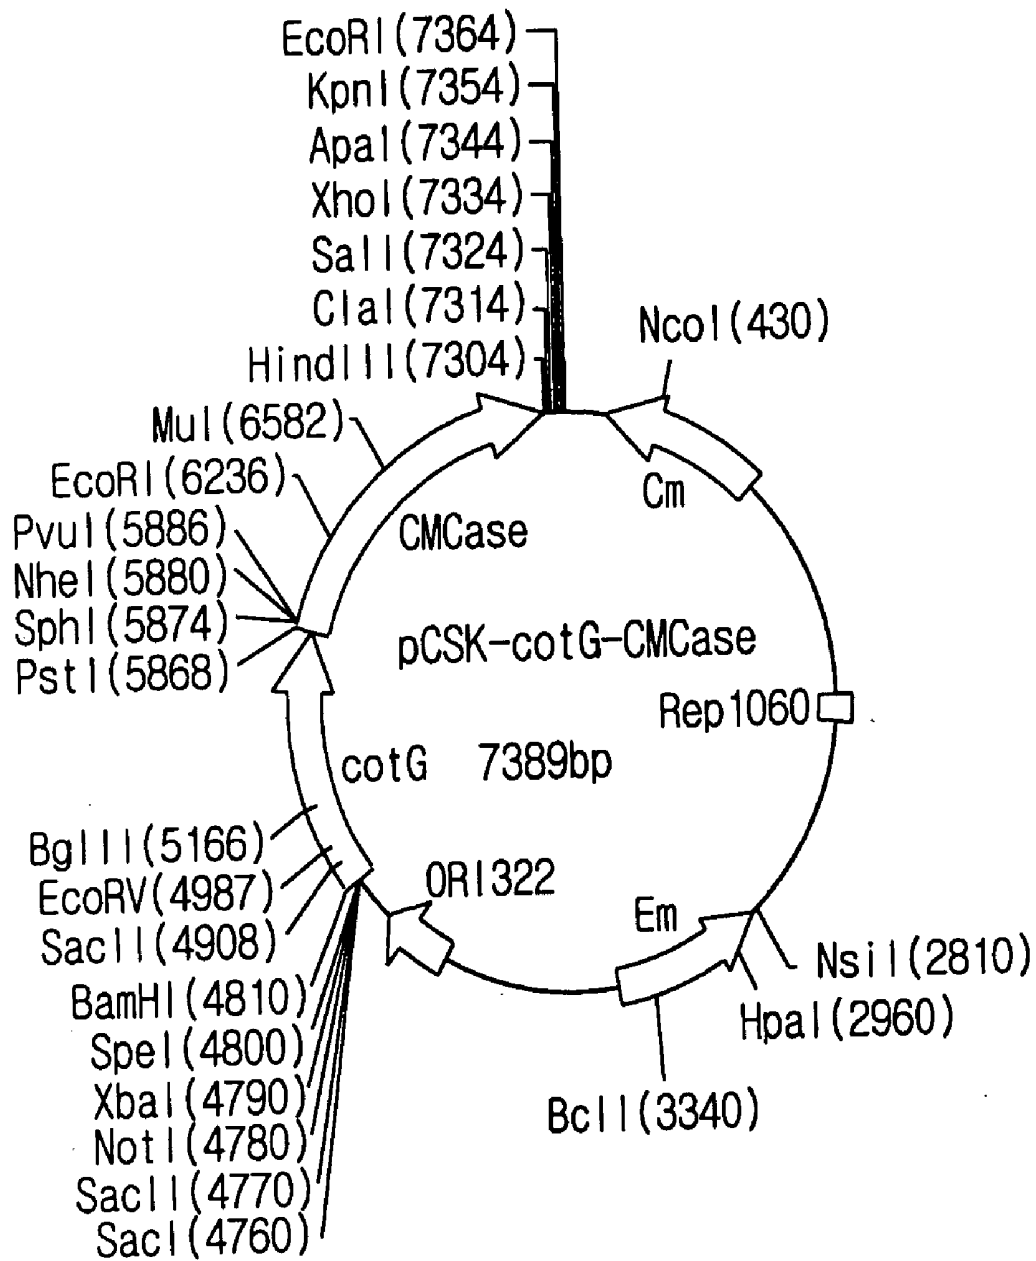 EcoRI(7364)
KpnI(7354)
ApaI(7344)
XhoI(7334)
SalI(7324)
ClaI(7314)
HindIII(7304)
NcoI(430)
MuI(6582)
EcoRI(6236)
PvuI(5886)
NheI(5880)
SphI(5874)
PstI(5868)
Cm
CMCase
pCSK-cotG-CMCase
Rep1060
cotG 7389bp
BglII(5166)
EcoRV(4987)
SacII(4908)
ORI322
Em
NsiI(2810)
HpaI(2960)
BclI(3340)
BamHI(4810)
SpeI(4800)
XbaI(4790)
NotI(4780)
SacII(4770)
SacI(4760)